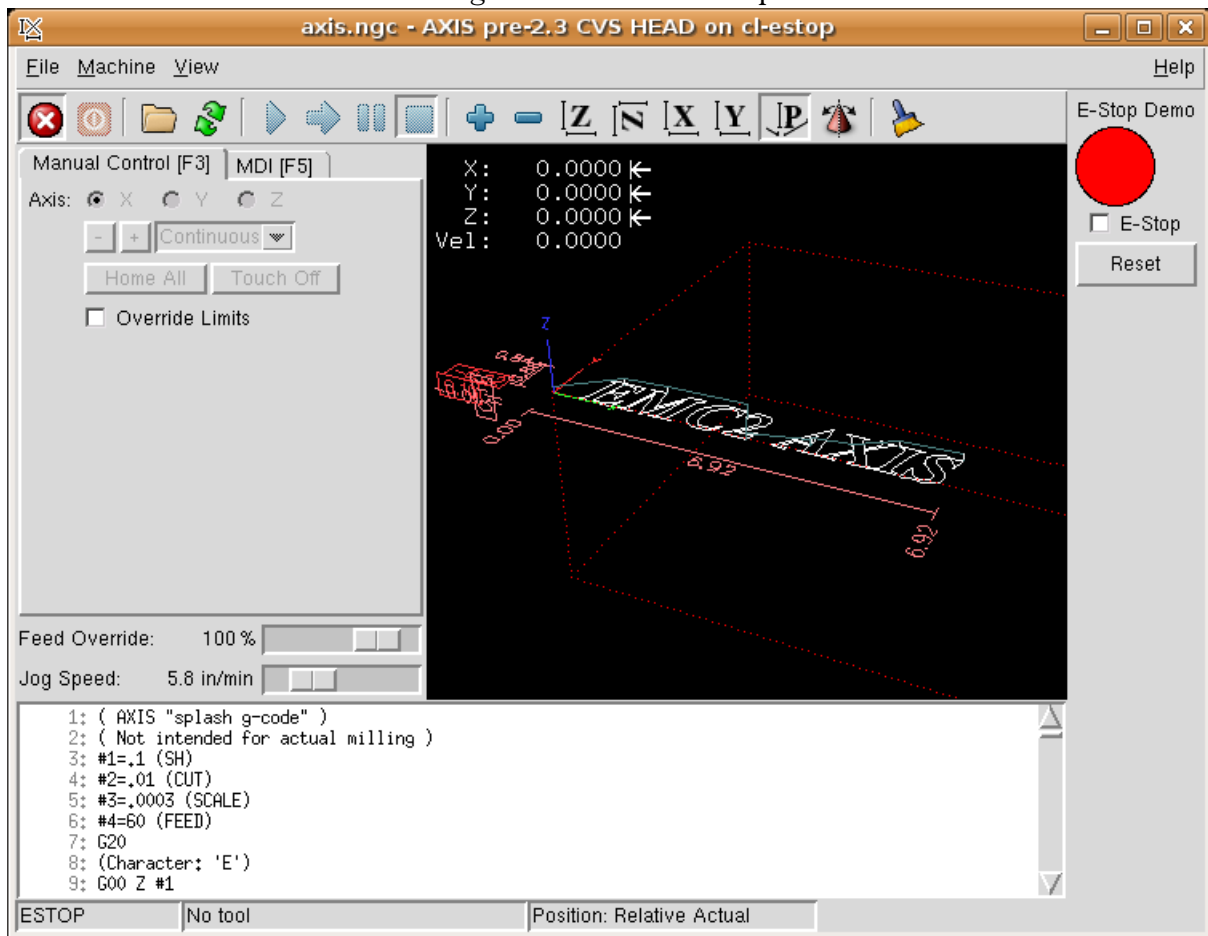 axis.ngc - AXIS pre-2.3 CVS HEAD on cl-estop
File Machine View Help
Z N X Y P
E-Stop Demo
Manual Control [F3] MDI [F5]
Axis: X Y Z
- + Continuous
Home All Touch Off
Override Limits
X: 0.0000
Y: 0.0000
Z: 0.0000
Vel: 0.0000
E-Stop
Reset
Z
EMC2 AXIS
0.00
6.92
6.92
Feed Override: 100 %
Jog Speed: 5.8 in/min
1: ( AXIS "splash g-code" )
2: ( Not intended for actual milling )
3: #1=.1 (SH)
4: #2=.01 (CUT)
5: #3=.0003 (SCALE)
6: #4=60 (FEED)
7: G20
8: (Character: 'E')
9: G00 Z #1
ESTOP No tool Position: Relative Actual